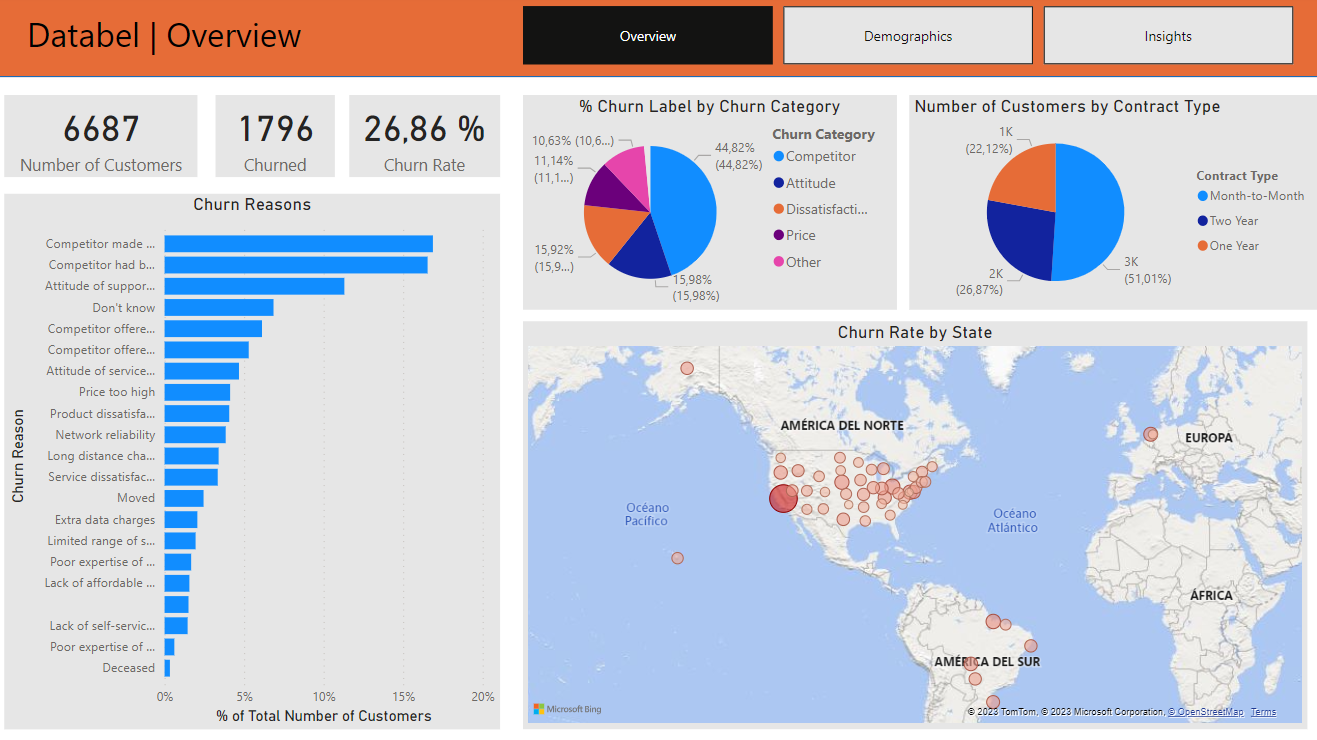 Databel | Overview
Overview
Demographics
Insights
6687
Number of Customers
1796
Churned
26,86 %
Churn Rate
Churn Reasons
Churn Reason
Competitor made ...
Competitor had b...
Attitude of suppor...
Don't know
Competitor offere...
Competitor offere...
Attitude of service...
Price too high
Product dissatisfa...
Network reliability
Long distance cha...
Service dissatisfac...
Moved
Extra data charges
Limited range of s...
Poor expertise of ...
Lack of affordable ...
Lack of self-servic...
Poor expertise of ...
Deceased
0%
5%
10%
15%
20%
% of Total Number of Customers
% Churn Label by Churn Category
10,63% (10,6...)
11,14%
(11,1...)
15,92%
(15,9...)
15,98%
(15,98%)
44,82%
(44,82%)
Churn Category
Competitor
Attitude
Dissatisfacti...
Price
Other
Number of Customers by Contract Type
1K
(22,12%)
2K
(26,87%)
3K
(51,01%)
Contract Type
Month-to-Month
Two Year
One Year
Churn Rate by State
AMÉRICA DEL NORTE
EUROPA
Océano
Pacífico
Océano
Atlántico
ÁFRICA
AMÉRICA DEL SUR
Microsoft Bing
© 2023 TomTom, © 2023 Microsoft Corporation, © OpenStreetMap Terms